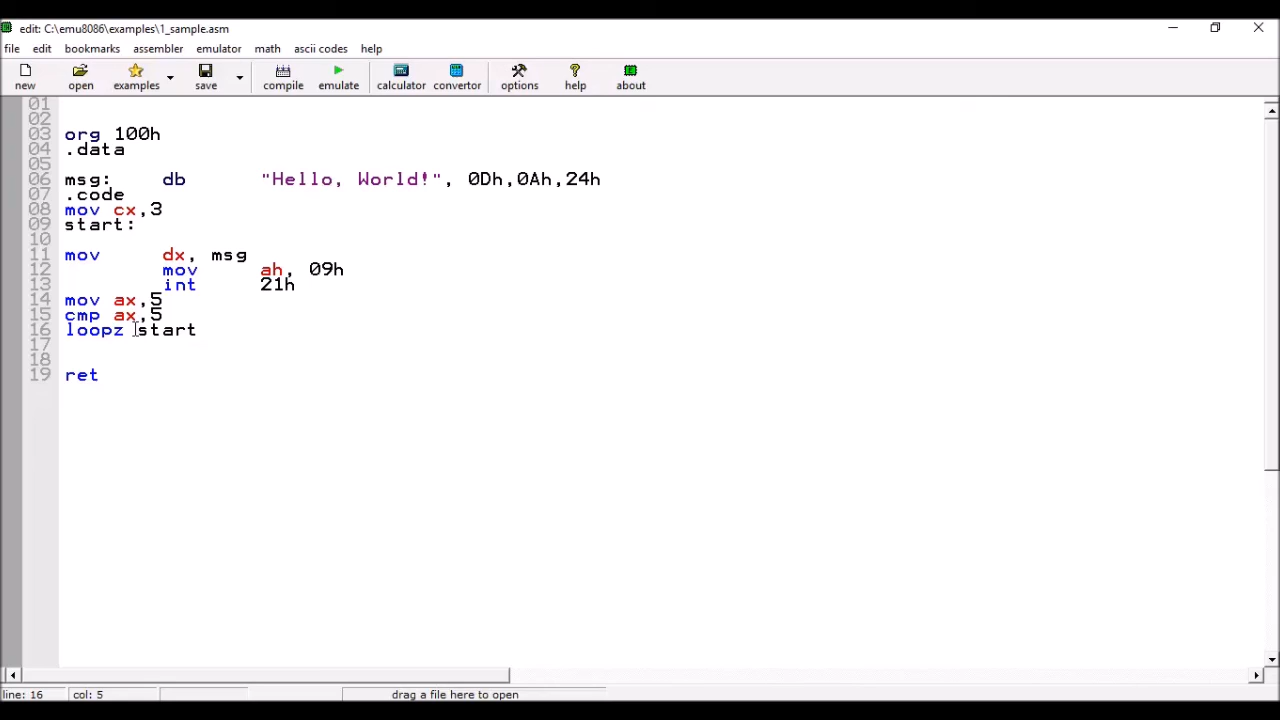 edit: C:\emu8086\examples\1_sample.asm
file edit bookmarks assembler emulator math ascii codes help
new open examples save compile emulate calculator convertor options help about
01
02
03 org 100h
04 .data
05
06 msg: db "Hello, World!", 0Dh,0Ah,24h
07 .code
08 mov cx,3
09 start:
10
11 mov dx, msg
12 mov ah, 09h
13 int 21h
14 mov ax,5
15 cmp ax,5
16 loopz start
17
18
19 ret
line: 16 col: 5 drag a file here to open